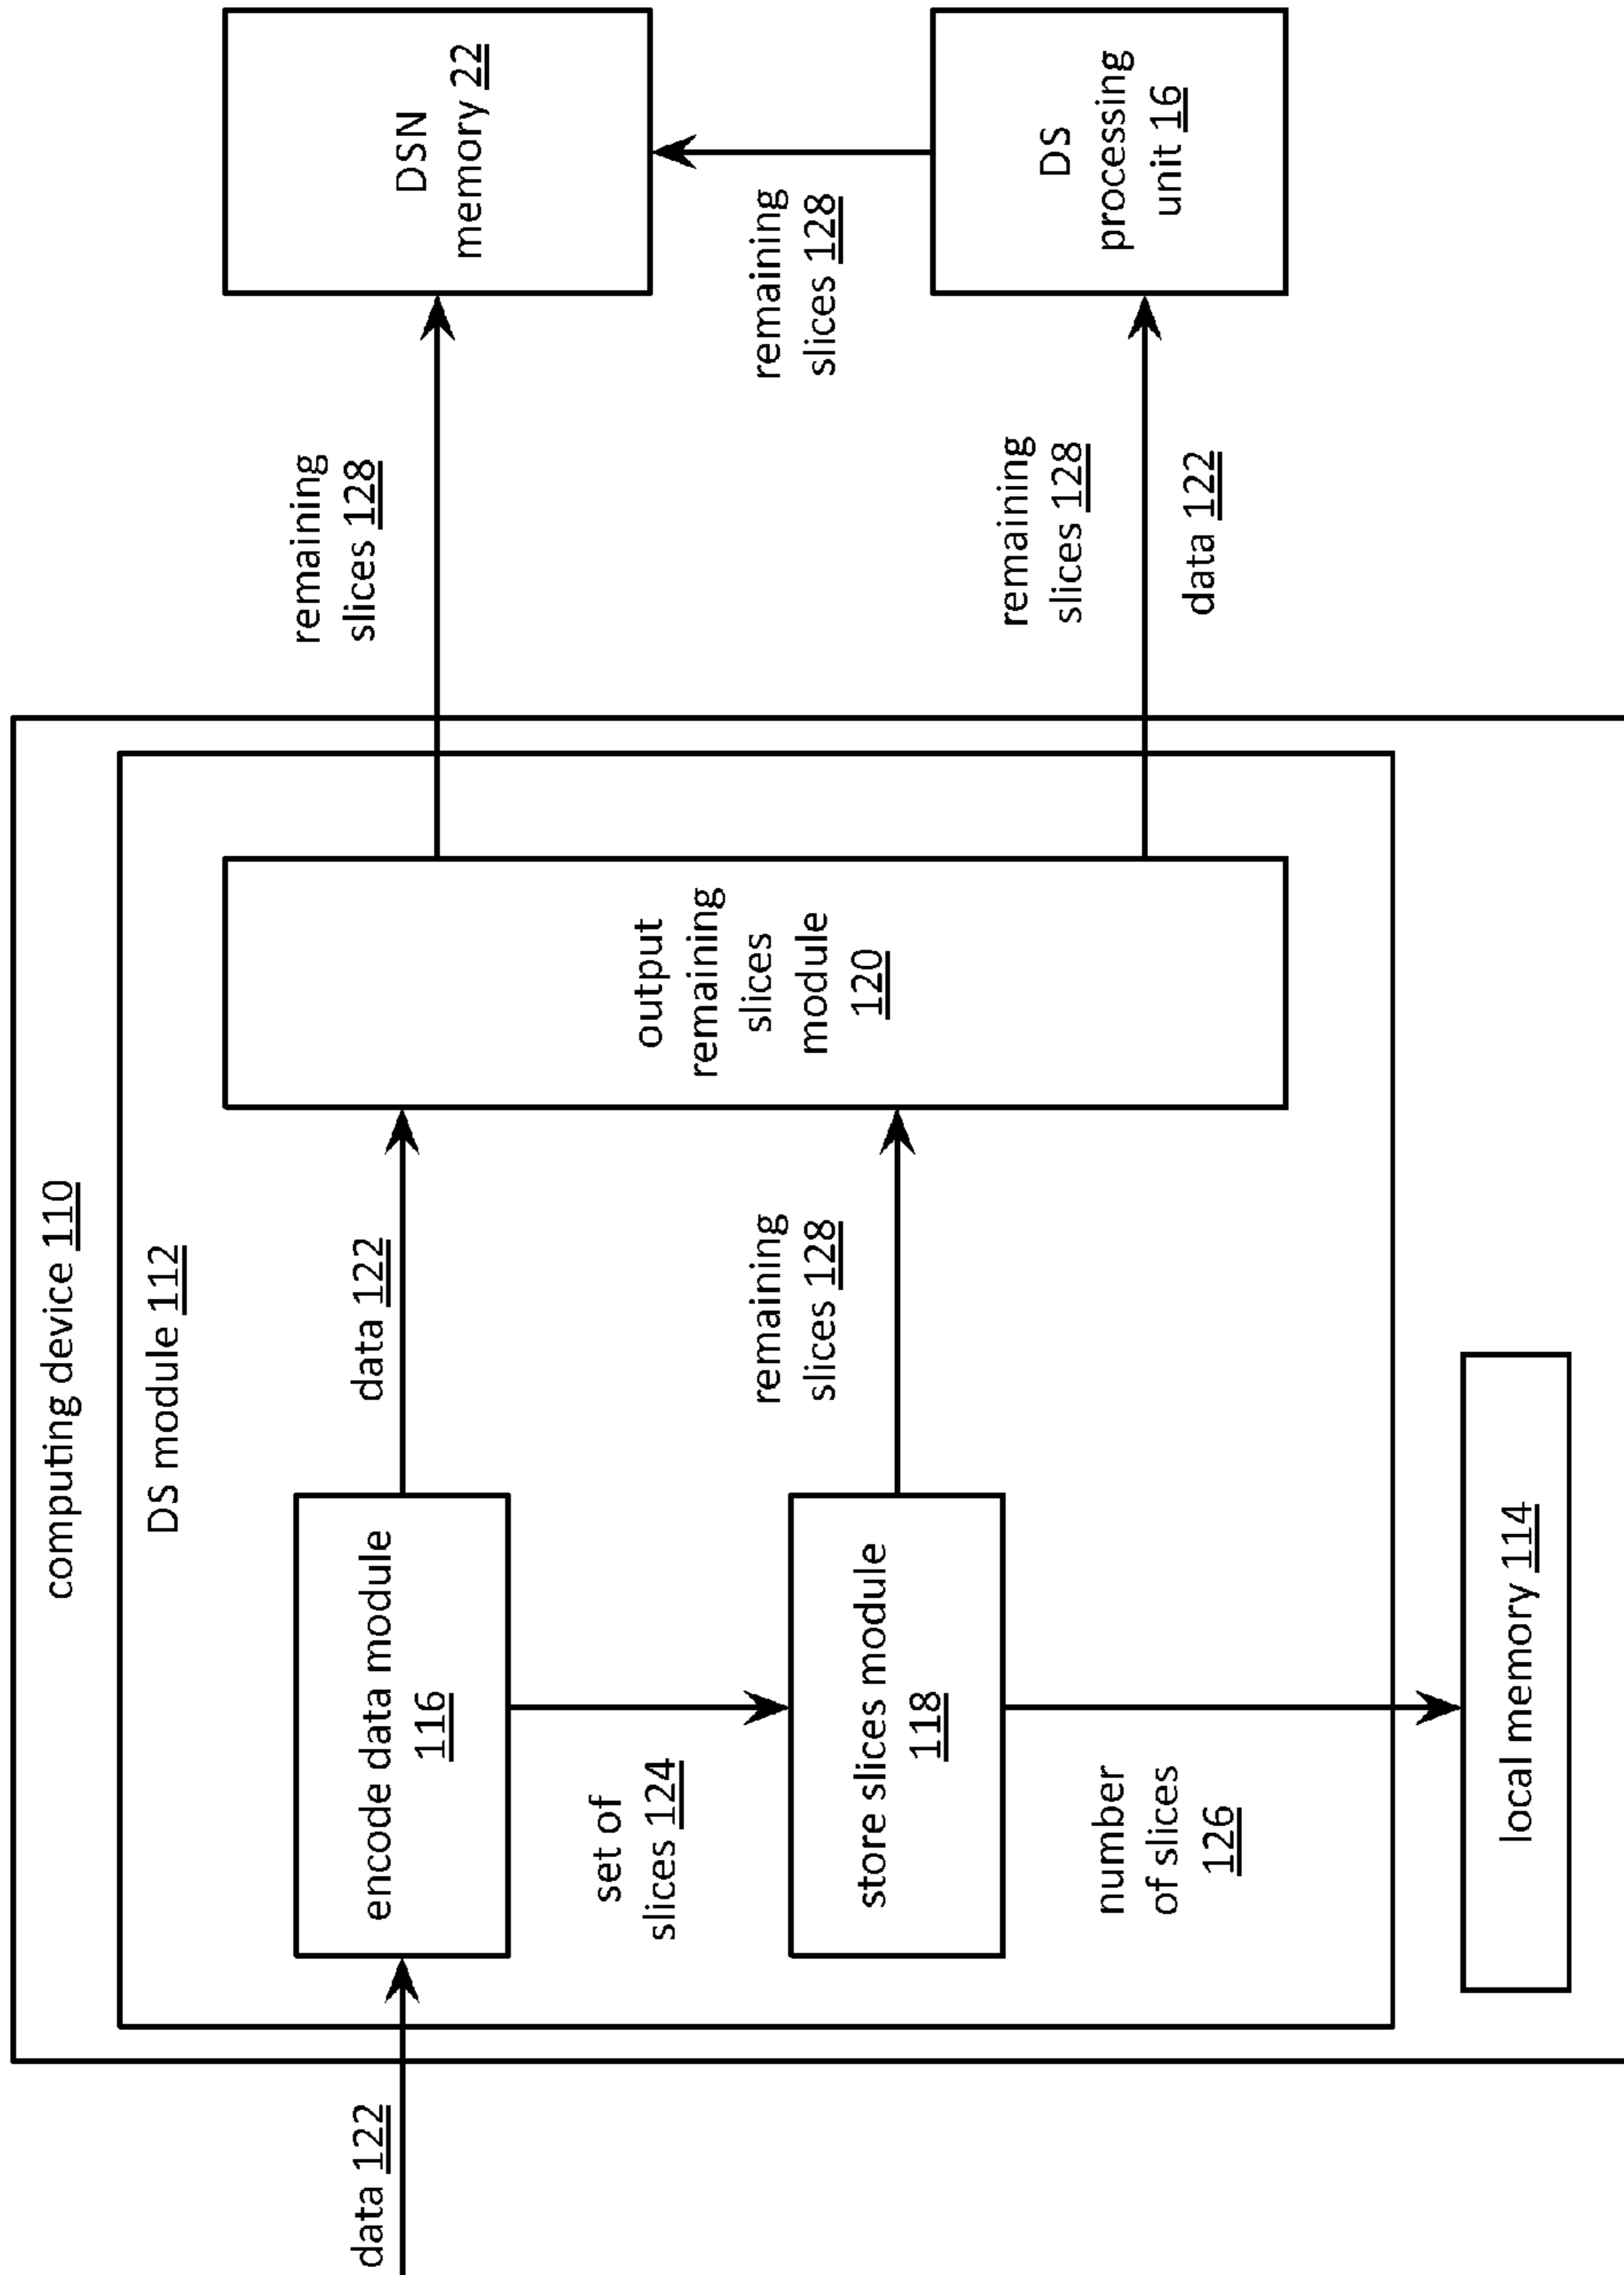 computing device 110
DS module 112
data 122
encode data module
116
data 122
set of
slices 124
store slices module
118
remaining
slices 128
number
of slices
126
local memory 114
output
remaining
slices
module
120
remaining
slices 128
remaining
slices 128
data 122
DSN
memory 22
remaining
slices 128
DS
processing
unit 16